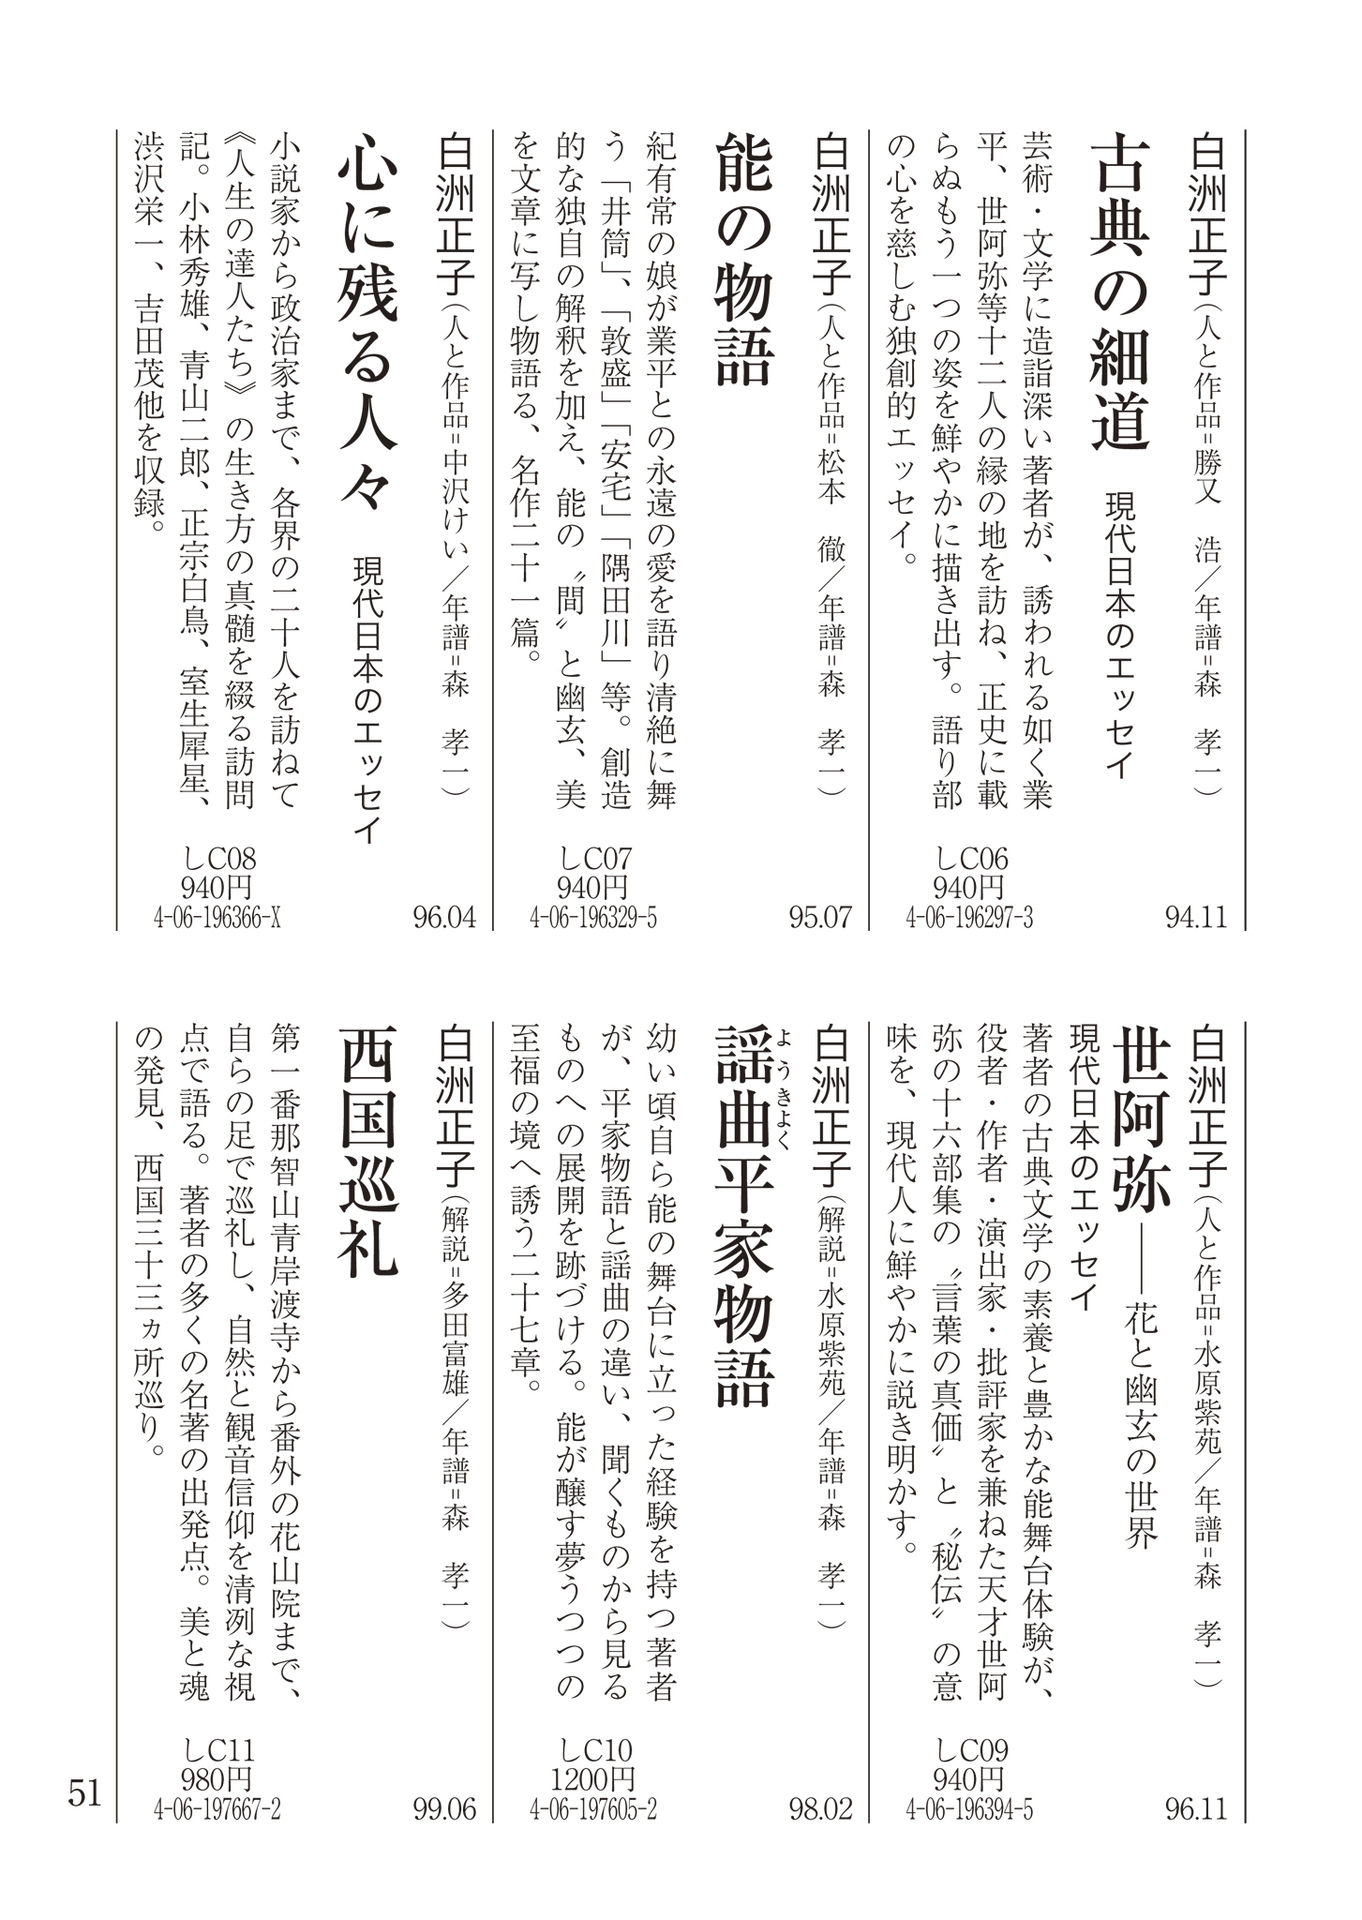 白洲正子（人と作品＝勝又　浩／年譜＝森　孝一）
古典の細道　現代日本のエッセイ
芸術・文学に造詣深い著者が、誘われる如く業
平、世阿弥等十二人の縁の地を訪ね、正史に載
らぬもう一つの姿を鮮やかに描き出す。語り部
の心を慈しむ独創的エッセイ。
しC06
940円
4-06-196297-3
94.11
白洲正子（人と作品＝松本　徹／年譜＝森　孝一）
能の物語
紀有常の娘が業平との永遠の愛を語り清絶に舞
う「井筒」、「敦盛」「安宅」「隅田川」等。創造
的な独自の解釈を加え、能の〝間〟と幽玄、美
を文章に写し物語る、名作二十一篇。
しC07
940円
4-06-196329-5
95.07
白洲正子（人と作品＝中沢けい／年譜＝森　孝一）
心に残る人々　現代日本のエッセイ
小説家から政治家まで、各界の二十人を訪ねて
《人生の達人たち》の生き方の真髄を綴る訪問
記。小林秀雄、青山二郎、正宗白鳥、室生犀星、
渋沢栄一、吉田茂他を収録。
しC08
940円
4-06-196366-X
96.04
白洲正子（人と作品＝水原紫苑／年譜＝森　孝一）
世阿弥――花と幽玄の世界
現代日本のエッセイ
著者の古典文学の素養と豊かな能舞台体験が、
役者・作者・演出家・批評家を兼ねた天才世阿
弥の十六部集の〝言葉の真価〟と〝秘伝〟の意
味を、現代人に鮮やかに説き明かす。
しC09
940円
4-06-196394-5
96.11
白洲正子（解説＝水原紫苑／年譜＝森　孝一）
ようきよく
謡曲平家物語
幼い頃自ら能の舞台に立った経験を持つ著者
が、平家物語と謡曲の違い、聞くものから見る
ものへの展開を跡づける。能が醸す夢うつつの
至福の境へ誘う二十七章。
しC10
1200円
4-06-197605-2
98.02
白洲正子（解説＝多田富雄／年譜＝森　孝一）
西国巡礼
第一番那智山青岸渡寺から番外の花山院まで、
自らの足で巡礼し、自然と観音信仰を清冽な視
点で語る。著者の多くの名著の出発点。美と魂
の発見、西国三十三ヵ所巡り。
しC11
980円
4-06-197667-2
99.06
51